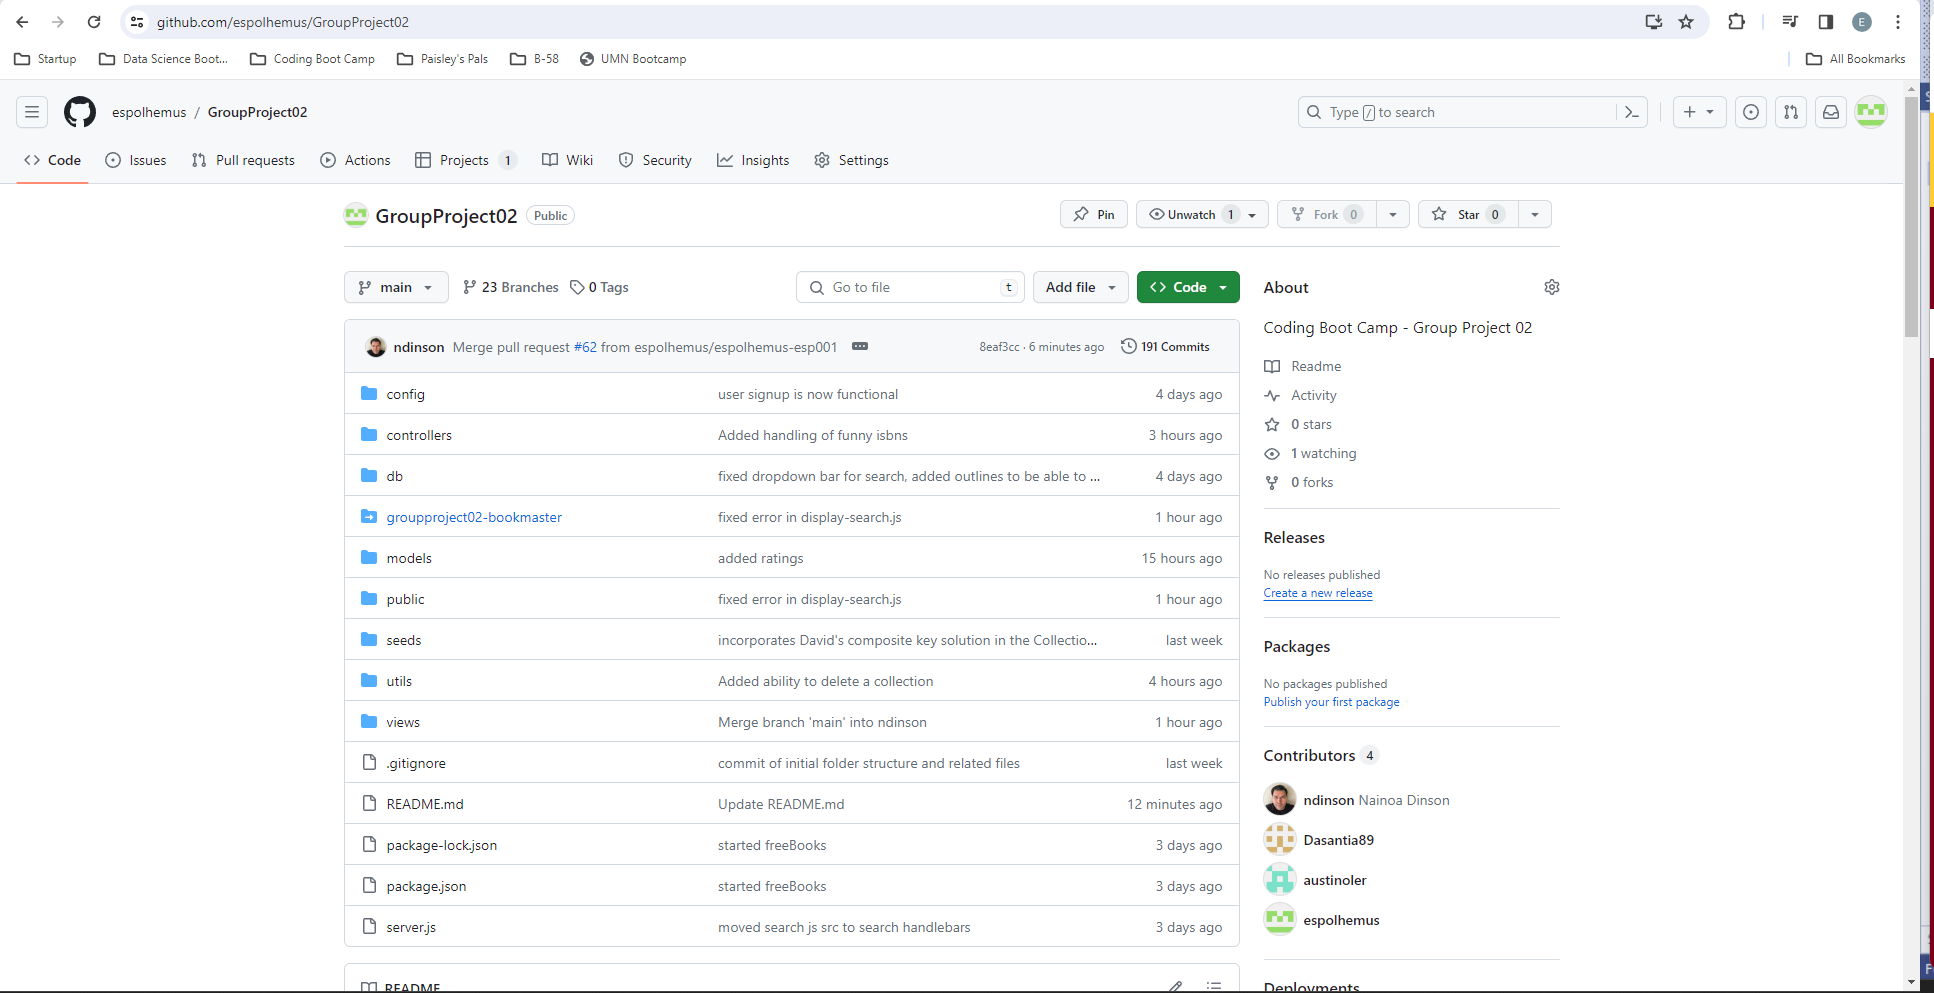 github.com/espolhemus/GroupProject02
E
Startup Data Science Boot... Coding Boot Camp Paisley's Pals B-58 UMN Bootcamp All Bookmarks
espolhemus / GroupProject02 Type / to search
Code Issues Pull requests Actions Projects 1 Wiki Security Insights Settings
GroupProject02 Public Pin Unwatch 1 Fork 0 Star 0
main 23 Branches 0 Tags Go to file t Add file Code
ndinson Merge pull request #62 from espolhemus/espolhemus-esp001 8eaf3cc · 6 minutes ago 191 Commits
config user signup is now functional 4 days ago
controllers Added handling of funny isbns 3 hours ago
db fixed dropdown bar for search, added outlines to be able to ... 4 days ago
groupproject02-bookmaster fixed error in display-search.js 1 hour ago
models added ratings 15 hours ago
public fixed error in display-search.js 1 hour ago
seeds incorporates David's composite key solution in the Collectio... last week
utils Added ability to delete a collection 4 hours ago
views Merge branch 'main' into ndinson 1 hour ago
.gitignore commit of initial folder structure and related files last week
README.md Update README.md 12 minutes ago
package-lock.json started freeBooks 3 days ago
package.json started freeBooks 3 days ago
server.js moved search js src to search handlebars 3 days ago
README
About
Coding Boot Camp - Group Project 02
Readme
Activity
0 stars
1 watching
0 forks
Releases
No releases published
Create a new release
Packages
No packages published
Publish your first package
Contributors 4
ndinson Nainoa Dinson
Dasantia89
austinoler
espolhemus
Deployments